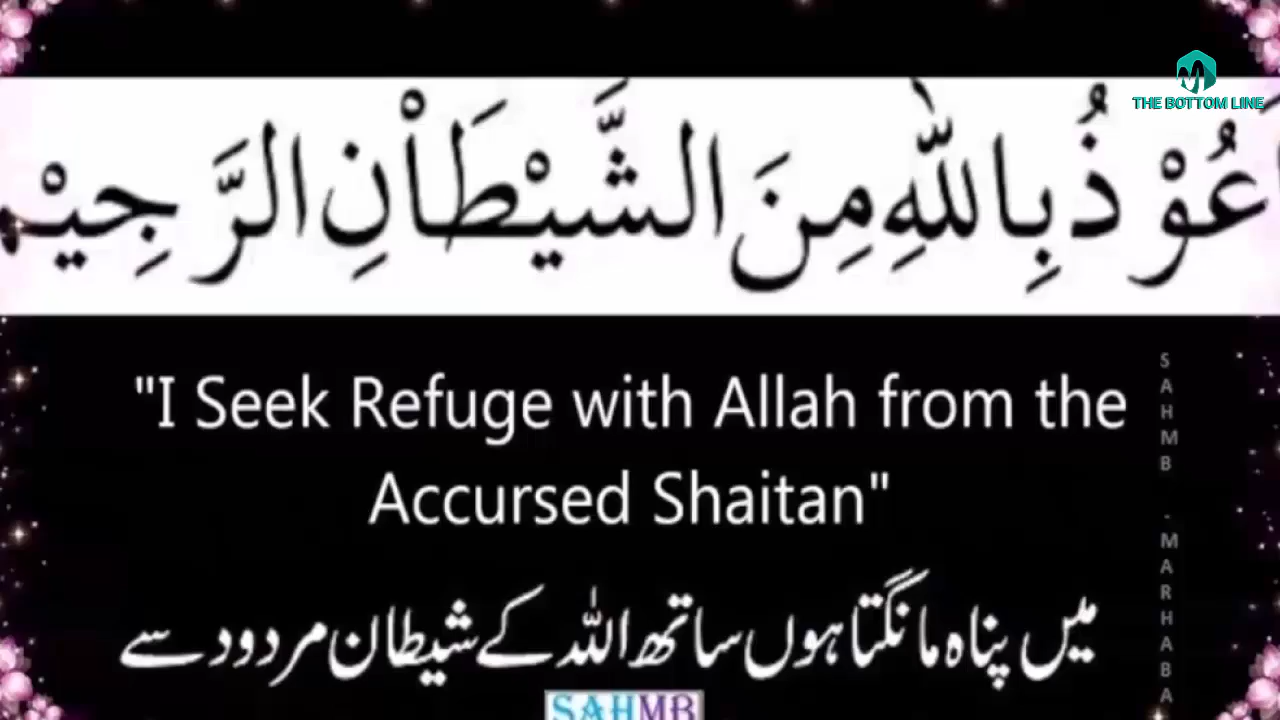 THE BOTTOM LINE
عُوْذُ بِاللّٰهِ مِنَ الشَّيْطَاْنِ الرَّجِيْم
"I Seek Refuge with Allah from the
Accursed Shaitan"
میں پناہ مانگتا ہوں ساتھ اللہ کے شیطان مردود سے
SAHMB
SAHMB - MARHABA